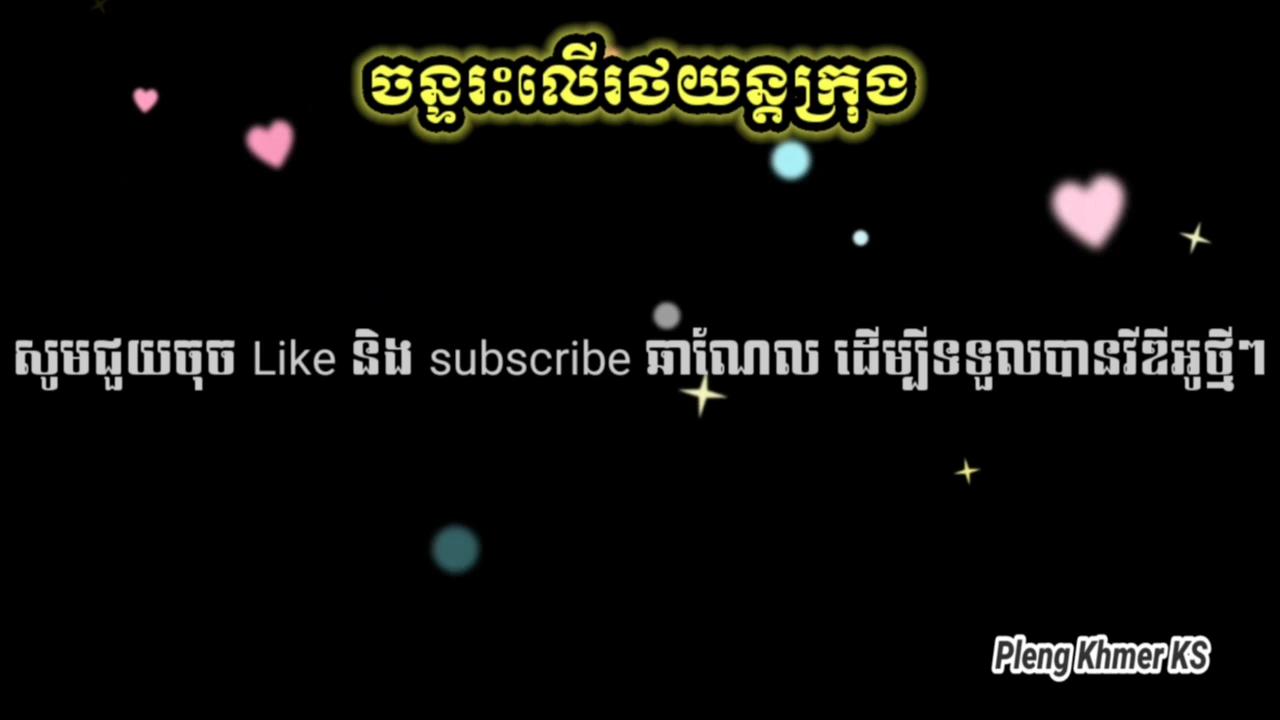 ចន្ទរះលើរថយន្តក្រុង
សូមជួយចុច Like និង subscribe ឆាណែល ដើម្បីទទួលបានវីឌីអូថ្មីៗ
Pleng Khmer KS